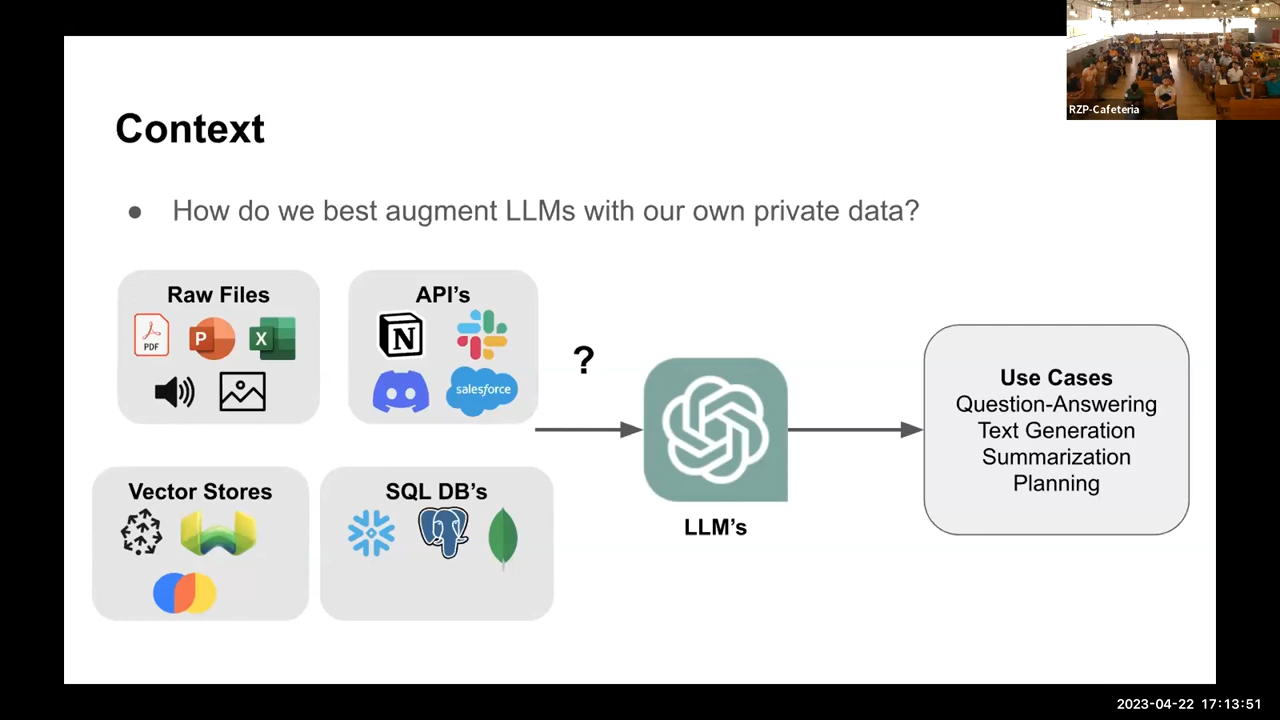 RZP-Cafeteria
Context
● How do we best augment LLMs with our own private data?
Raw Files
PDF
P
X
API's
N
salesforce
?
Vector Stores
SQL DB's
LLM's
Use Cases
Question-Answering
Text Generation
Summarization
Planning
2023-04-22 17:13:51